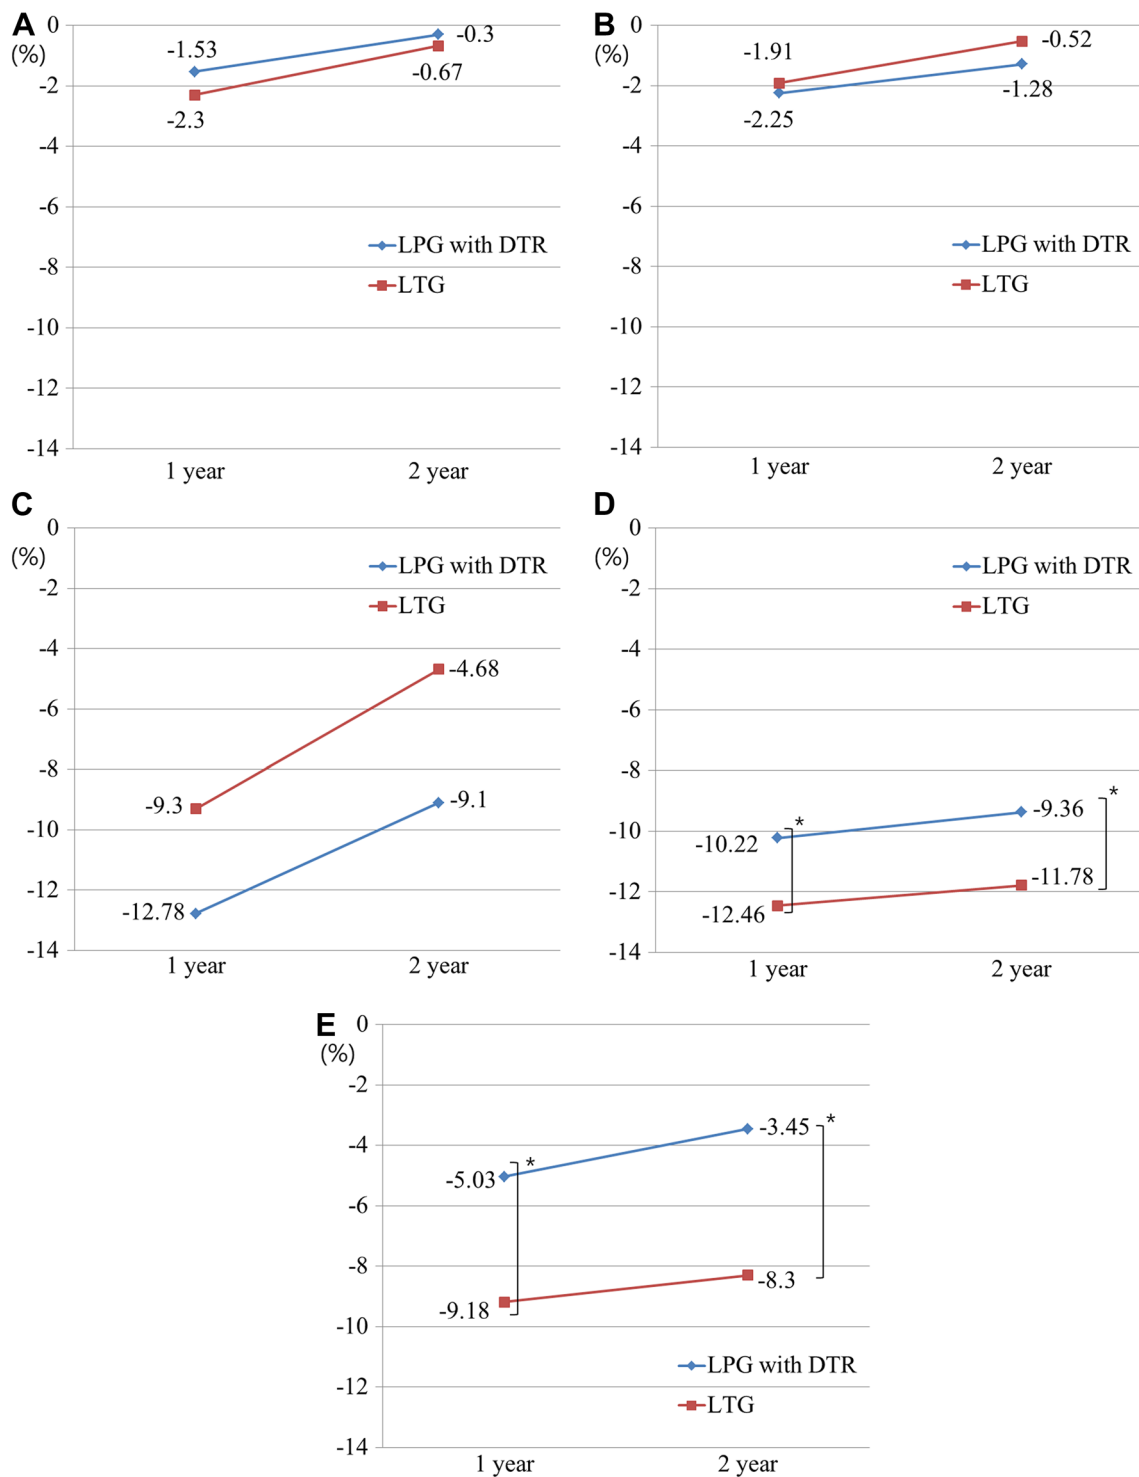 A
0
(%)
-2
-4
-6
-8
-10
-12
-14
-1.53
-2.3
-0.3
-0.67
LPG with DTR
LTG
1 year
2 year
B
0
(%)
-2
-4
-6
-8
-10
-12
-14
-1.91
-2.25
-0.52
-1.28
LPG with DTR
LTG
1 year
2 year
C
0
(%)
-2
-4
-6
-8
-10
-12
-14
LPG with DTR
LTG
-4.68
-9.3
-9.1
-12.78
1 year
2 year
D
0
(%)
-2
-4
-6
-8
-10
-12
-14
LPG with DTR
LTG
*
-9.36
*
-10.22
-11.78
-12.46
1 year
2 year
E
0
(%)
-2
-4
-6
-8
-10
-12
-14
-3.45
*
-5.03
*
-8.3
-9.18
LPG with DTR
LTG
1 year
2 year